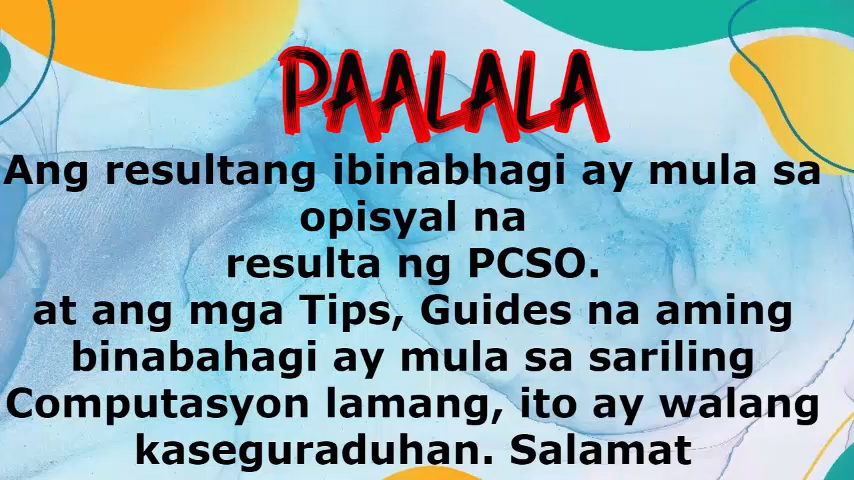 PAALALA
Ang resultang ibinabhagi ay mula sa
opisyal na
resulta ng PCSO.
at ang mga Tips, Guides na aming
binabahagi ay mula sa sariling
Computasyon lamang, ito ay walang
kaseguraduhan. Salamat